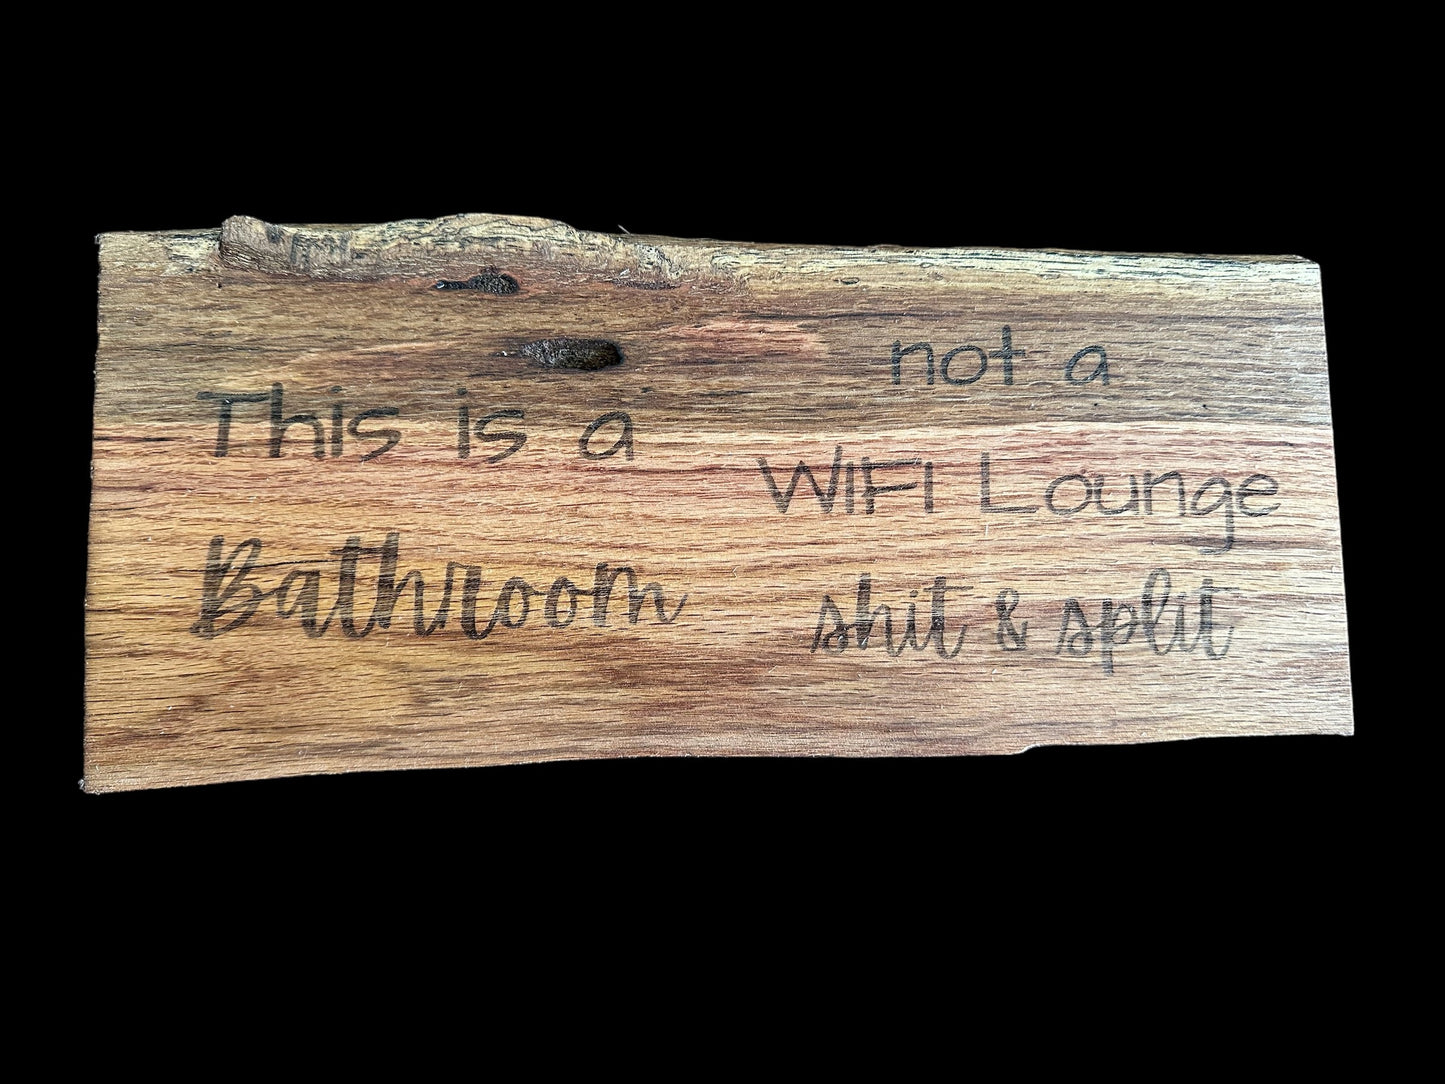 This is a
Bathroom
not a
WIFI Lounge
shit & split